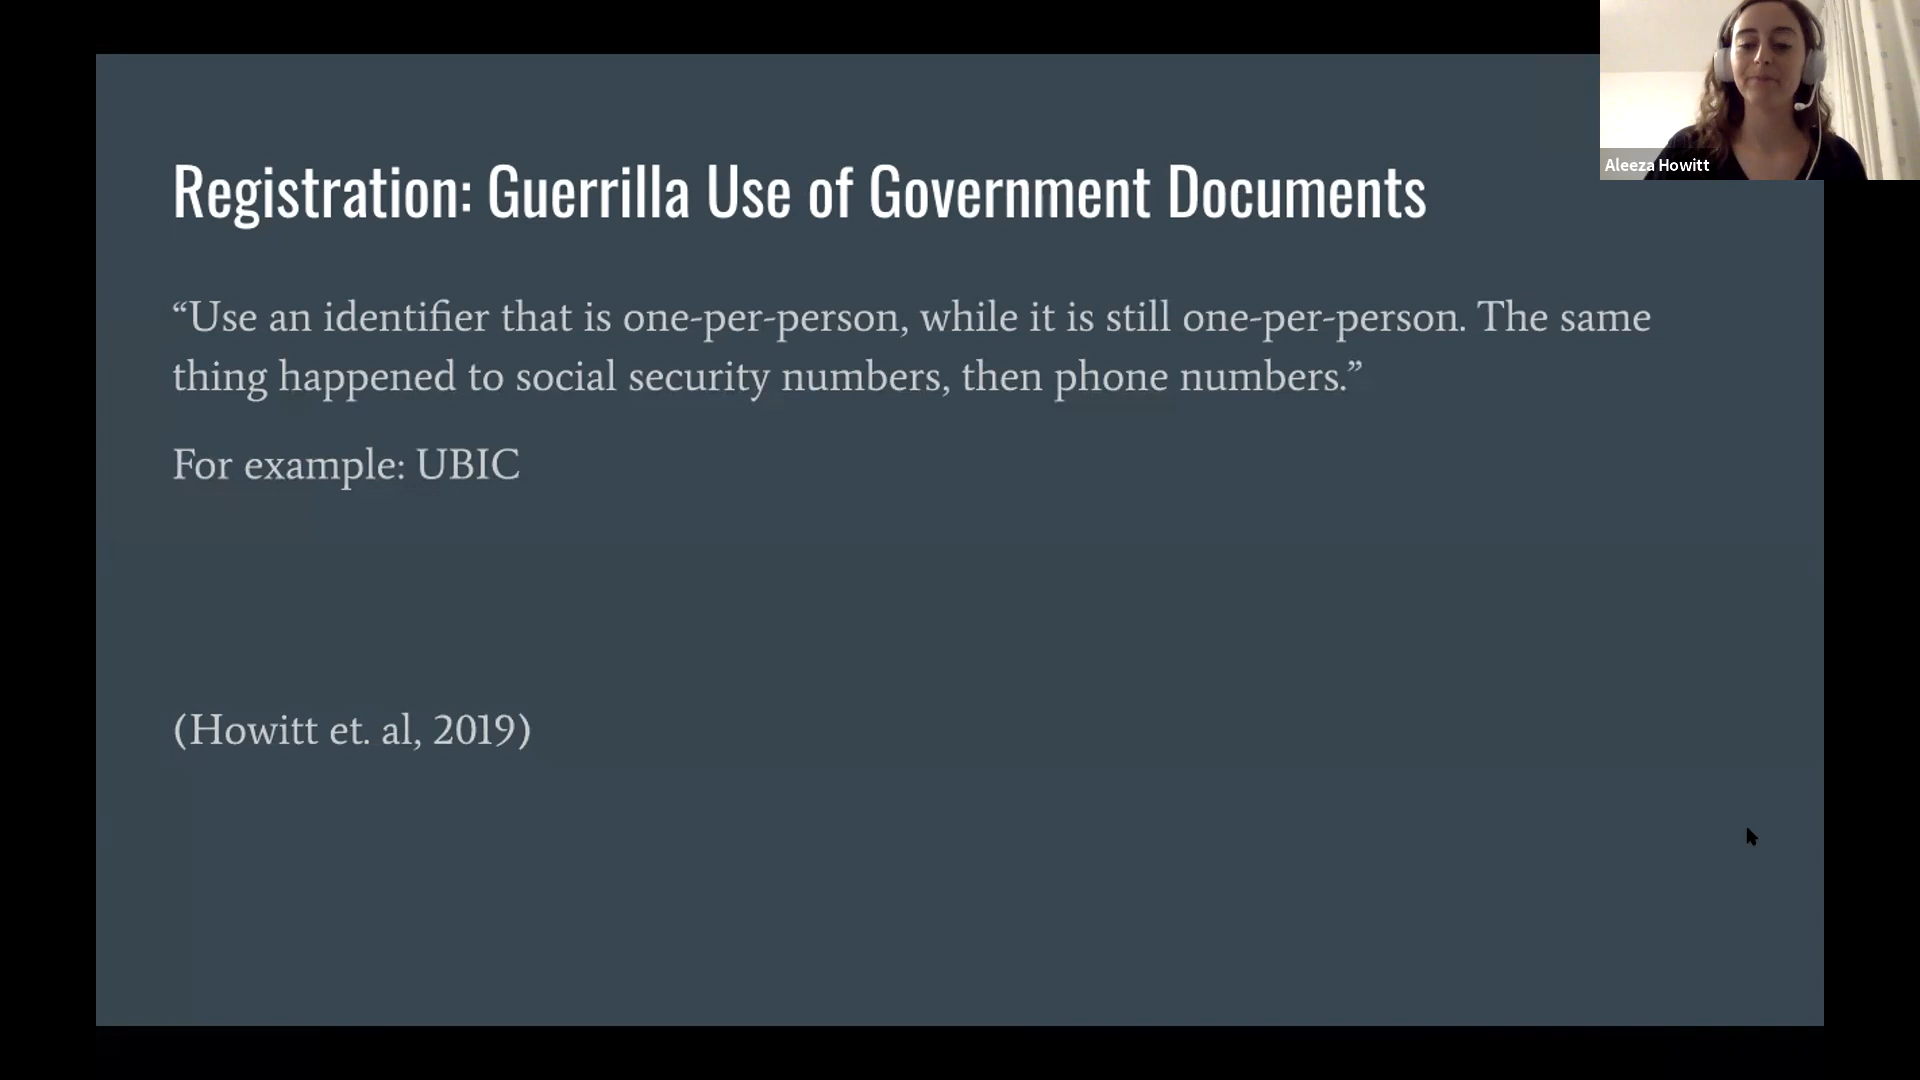 Registration: Guerrilla Use of Government Documents
“Use an identifier that is one-per-person, while it is still one-per-person. The same
thing happened to social security numbers, then phone numbers.”
For example: UBIC
(Howitt et. al, 2019)
Aleeza Howitt